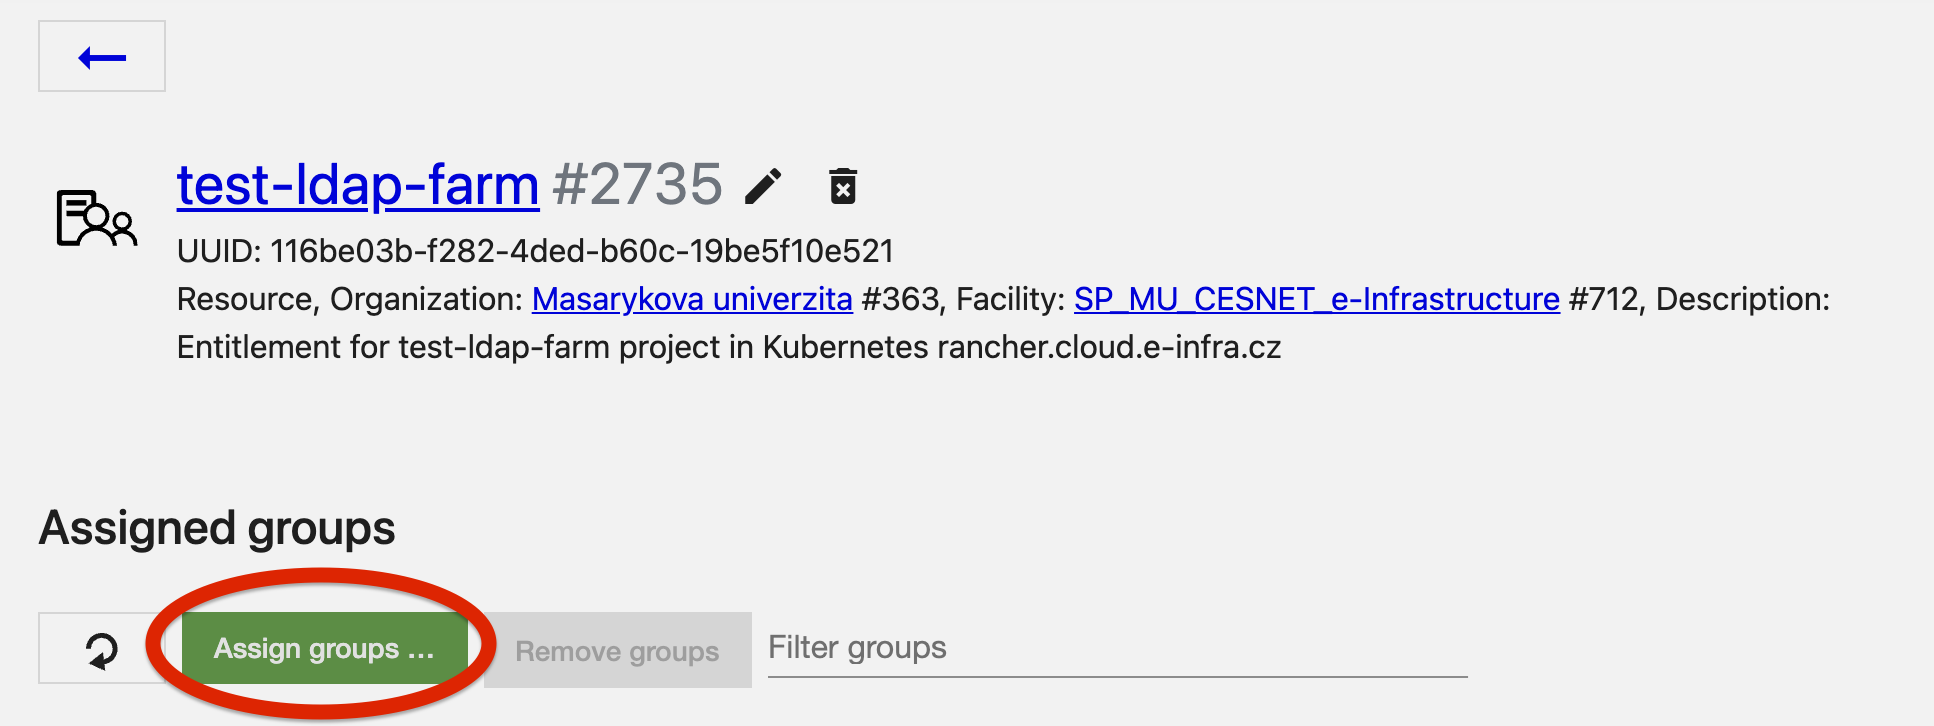 test-ldap-farm #2735
UUID: 116be03b-f282-4ded-b60c-19be5f10e521
Resource, Organization: Masarykova univerzita #363, Facility: SP_MU_CESNET_e-Infrastructure #712, Description:
Entitlement for test-ldap-farm project in Kubernetes rancher.cloud.e-infra.cz
Assigned groups
Assign groups ... Remove groups Filter groups